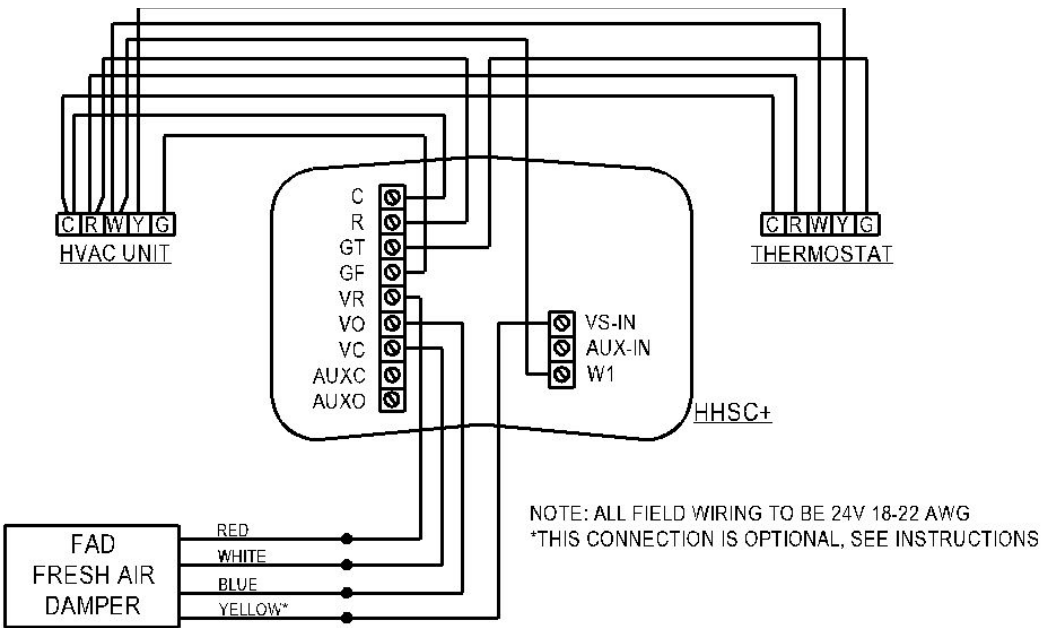 C R W Y G
HVAC UNIT
C R W Y G
THERMOSTAT
C
R
GT
GF
VR
VO
VC
AUXC
AUXO
VS-IN
AUX-IN
W1
HHSC+
NOTE: ALL FIELD WIRING TO BE 24V 18-22 AWG
*THIS CONNECTION IS OPTIONAL, SEE INSTRUCTIONS
FAD
FRESH AIR
DAMPER
RED
WHITE
BLUE
YELLOW*